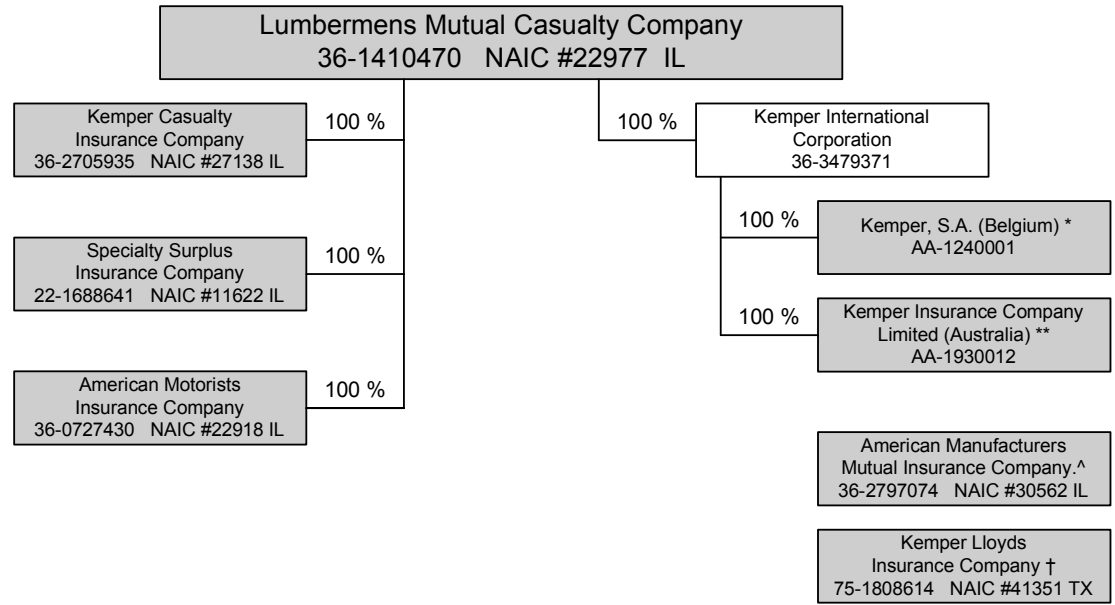 Lumbermens Mutual Casualty Company
36-1410470 NAIC #22977 IL
Kemper Casualty
Insurance Company
36-2705935 NAIC #27138 IL
100 %
Specialty Surplus
Insurance Company
22-1688641 NAIC #11622 IL
100 %
American Motorists
Insurance Company
36-0727430 NAIC #22918 IL
100 %
100 %
Kemper International
Corporation
36-3479371
100 %
Kemper, S.A. (Belgium) *
AA-1240001
100 %
Kemper Insurance Company
Limited (Australia) **
AA-1930012
American Manufacturers
Mutual Insurance Company.^
36-2797074 NAIC #30562 IL
Kemper Lloyds
Insurance Company †
75-1808614 NAIC #41351 TX